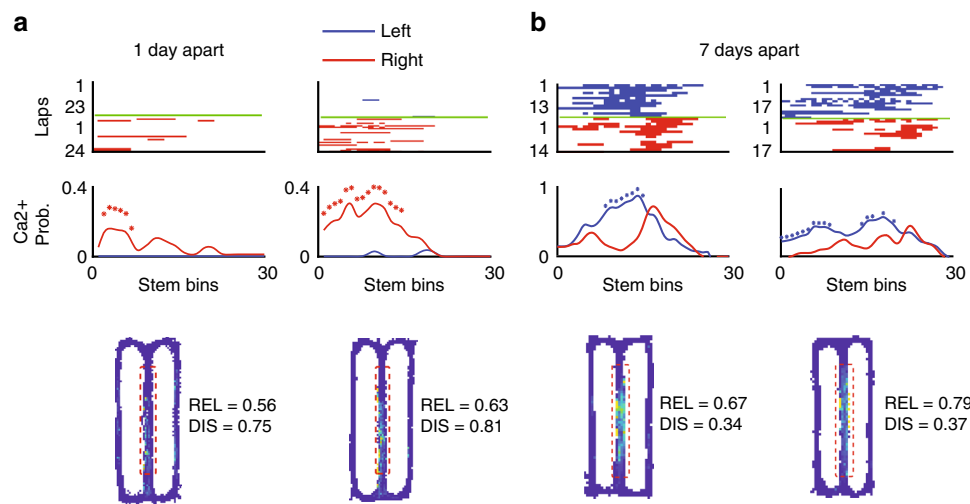 a
1 day apart
Left
Right
b
7 days apart
Laps
1
23
1
24
1
13
1
14
1
17
1
17
Ca2+
Prob.
0.4
0
0
30
Stem bins
0.4
0
0
30
Stem bins
1
0
0
30
Stem bins
0
30
Stem bins
REL = 0.56
DIS = 0.75
REL = 0.63
DIS = 0.81
REL = 0.67
DIS = 0.34
REL = 0.79
DIS = 0.37